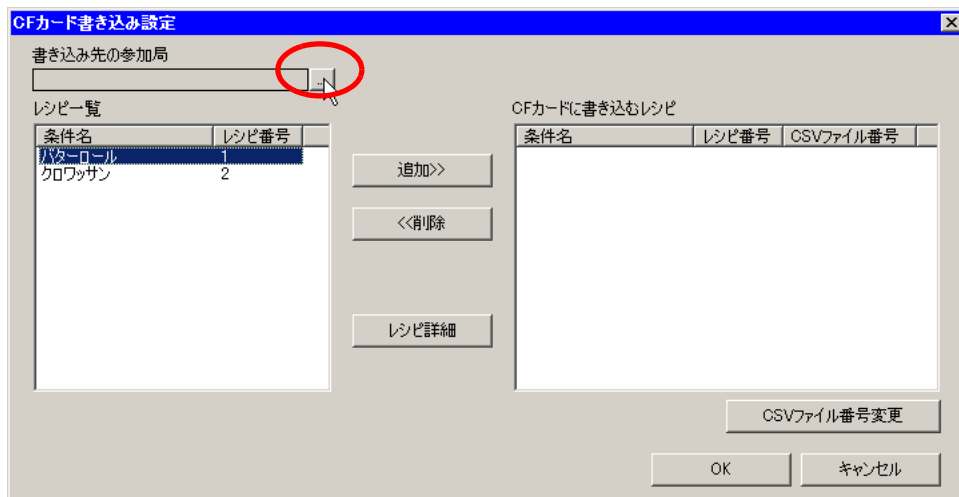 CFカード書き込み設定
書き込み先の参加局
...
レシピ一覧
条件名 レシピ番号
バターロール 1
クロワッサン 2
追加>>
<<削除
レシピ詳細
CFカードに書き込むレシピ
条件名 レシピ番号 CSVファイル番号
CSVファイル番号変更
OK キャンセル